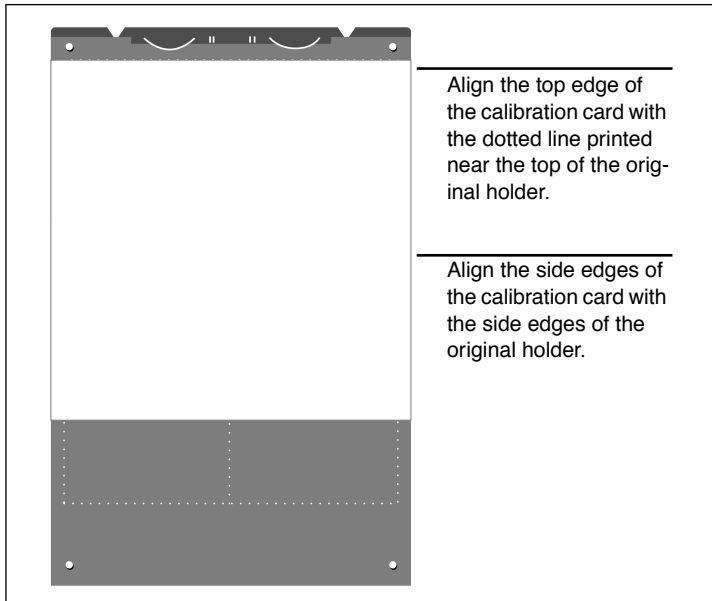 Align the top edge of
the calibration card with
the dotted line printed
near the top of the orig-
inal holder.
Align the side edges of
the calibration card with
the side edges of the
original holder.